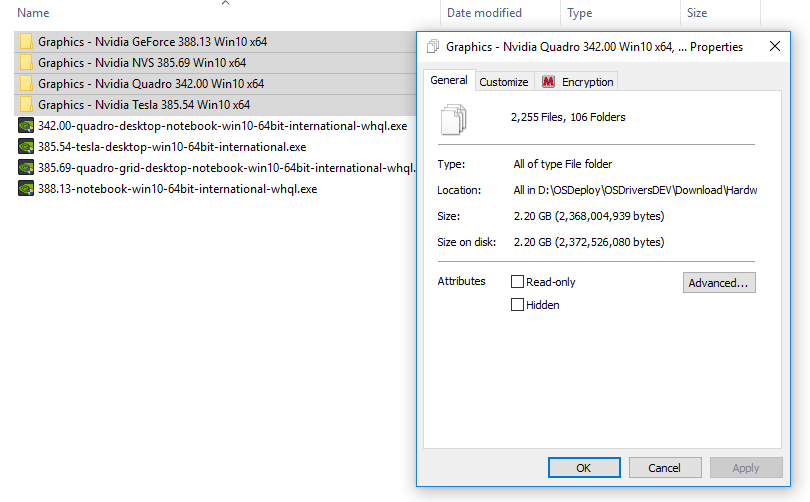 Name Date modified Type Size
Graphics - Nvidia GeForce 388.13 Win10 x64
Graphics - Nvidia NVS 385.69 Win10 x64
Graphics - Nvidia Quadro 342.00 Win10 x64
Graphics - Nvidia Tesla 385.54 Win10 x64
342.00-quadro-desktop-notebook-win10-64bit-international-whql.exe
385.54-tesla-desktop-win10-64bit-international.exe
385.69-quadro-grid-desktop-notebook-win10-64bit-international-whql.
388.13-notebook-win10-64bit-international-whql.exe
Graphics - Nvidia Quadro 342.00 Win10 x64, ... Properties
General Customize M Encryption
2,255 Files, 106 Folders
Type: All of type File folder
Location: All in D:\OSDeploy\OSDriversDEV\Download\Hardw
Size: 2.20 GB (2,368,004,939 bytes)
Size on disk: 2.20 GB (2,372,526,080 bytes)
Attributes Read-only Advanced...
Hidden
OK Cancel Apply